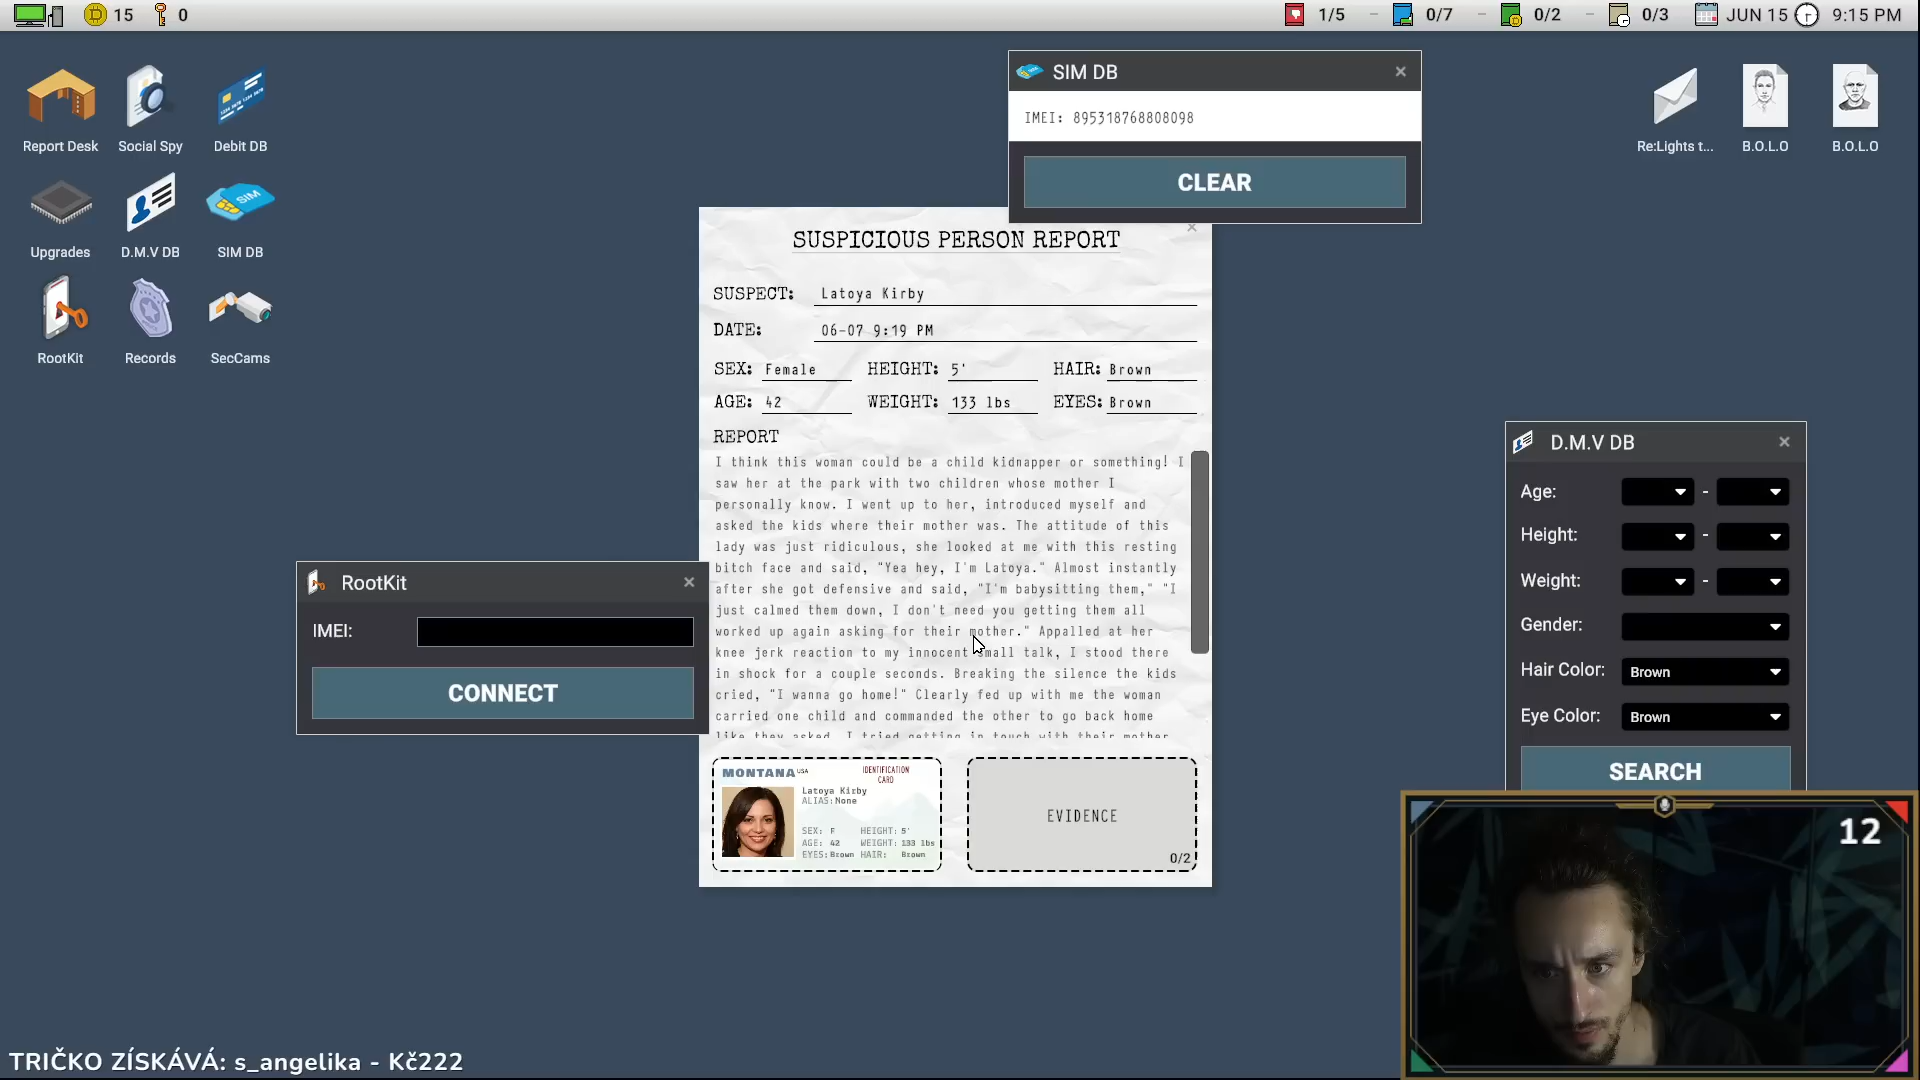 15
0
1/5
0/7
0/2
0/3
JUN 15
9:15 PM
Report Desk
Social Spy
Debit DB
Upgrades
D.M.V DB
SIM DB
RootKit
Records
SecCams
Re:Lights t...
B.O.L.O
B.O.L.O
SIM DB
IMEI: 895318768808098
CLEAR
SUSPICIOUS PERSON REPORT
SUSPECT: Latoya Kirby
DATE: 06-07 9:19 PM
SEX: Female HEIGHT: 5' HAIR: Brown
AGE: 42 WEIGHT: 133 lbs EYES: Brown
REPORT
I think this woman could be a child kidnapper or something! I
saw her at the park with two children whose mother I
personally know. I went up to her, introduced myself and
asked the kids where their mother was. The attitude of this
lady was just ridiculous, she looked at me with this resting
bitch face and said, "Yea hey, I'm Latoya." Almost instantly
after she got defensive and said, "I'm babysitting them," "I
just calmed them down, I don't need you getting them all
worked up again asking for their mother." Appalled at her
knee jerk reaction to my innocent small talk, I stood there
in shock for a couple seconds. Breaking the silence the kids
cried, "I wanna go home!" Clearly fed up with me the woman
carried one child and commanded the other to go back home
like they asked. I tried getting in touch with their mother
MONTANA USA
IDENTIFICATION
CARD
Latoya Kirby
ALIAS: None
SEX: F HEIGHT: 5'
AGE: 42 WEIGHT: 133 lbs
EYES: Brown HAIR: Brown
EVIDENCE
0/2
RootKit
IMEI:
CONNECT
D.M.V DB
Age: -
Height: -
Weight: -
Gender:
Hair Color: Brown
Eye Color: Brown
SEARCH
12
TRIČKO ZÍSKÁVÁ: s_angelika - Kč222